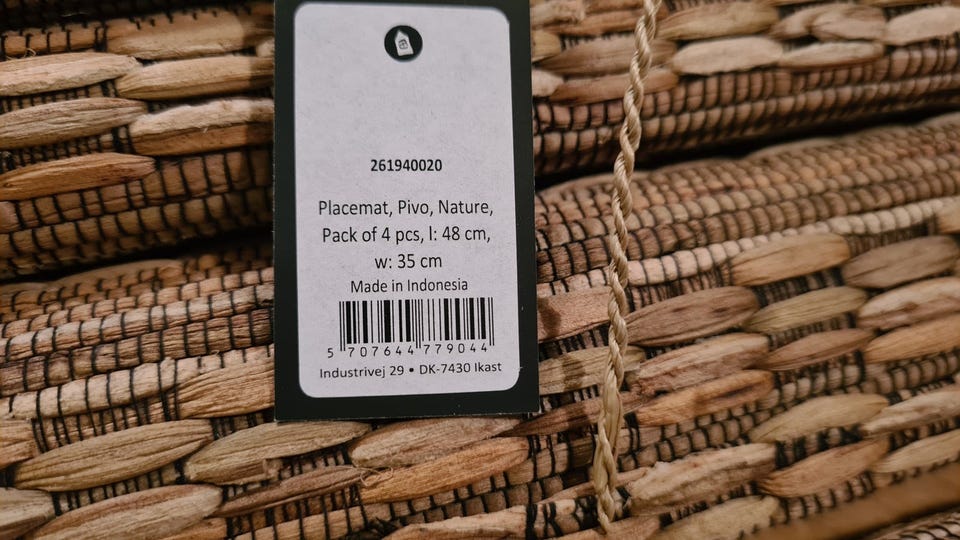 261940020
Placemat, Pivo, Nature,
Pack of 4 pcs, l: 48 cm,
w: 35 cm
Made in Indonesia
5 707644 779044
Industrivej 29 • DK-7430 Ikast